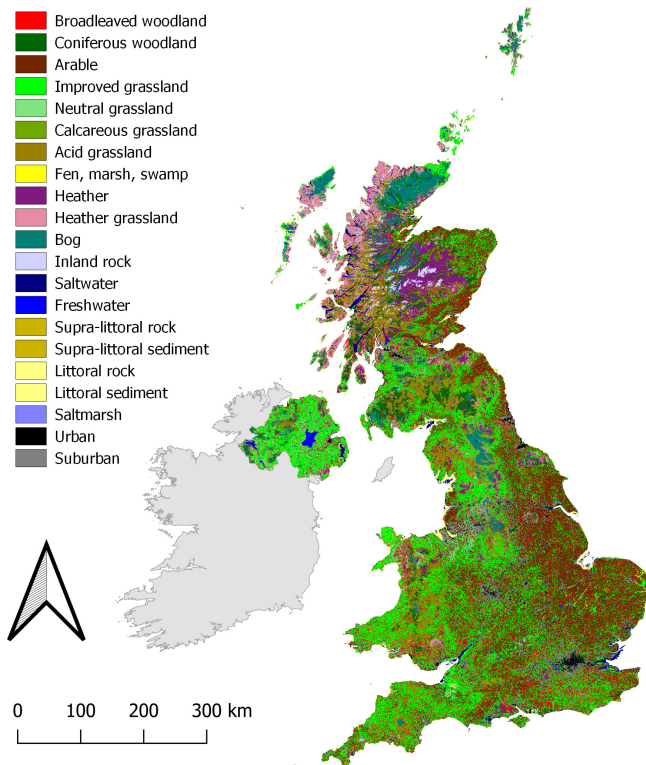 Broadleaved woodland
Coniferous woodland
Arable
Improved grassland
Neutral grassland
Calcareous grassland
Acid grassland
Fen, marsh, swamp
Heather
Heather grassland
Bog
Inland rock
Saltwater
Freshwater
Supra-littoral rock
Supra-littoral sediment
Littoral rock
Littoral sediment
Saltmarsh
Urban
Suburban
0 100 200 300 km